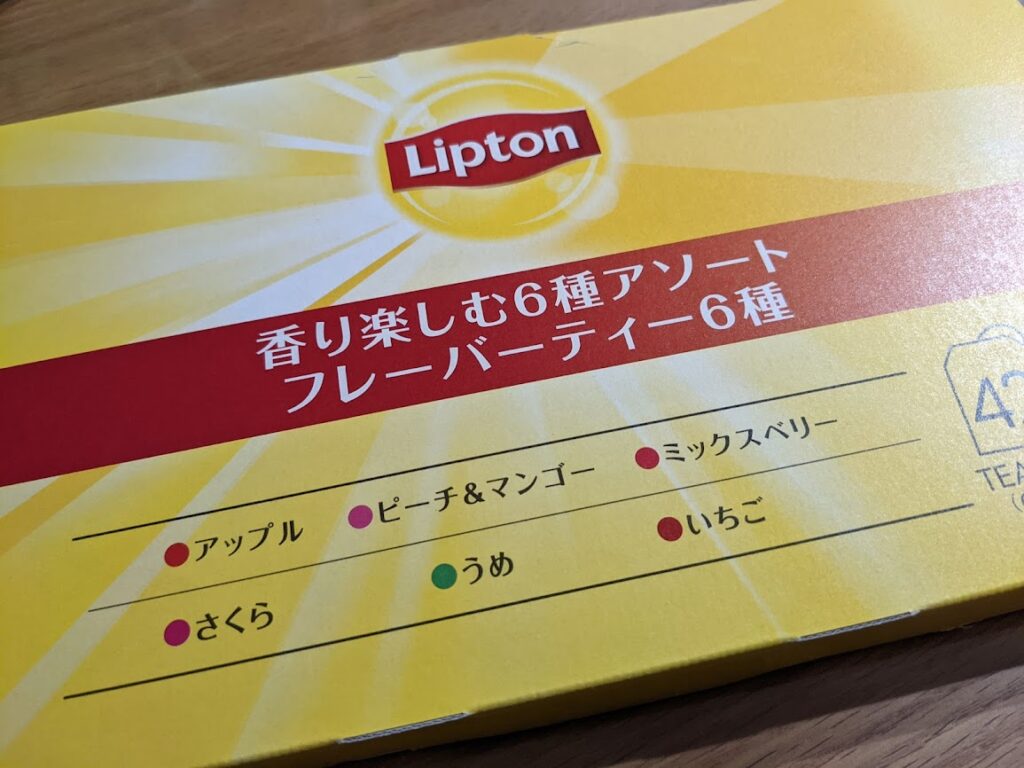 Lipton
香り楽しむ6種アソート
フレーバーティー6種
アップル ピーチ&マンゴー ミックスベリー
さくら うめ いちご